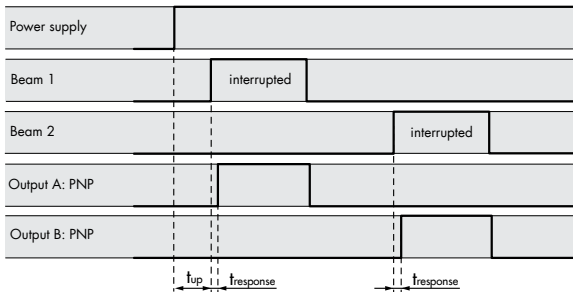 Power supply
Beam 1
interrupted
Beam 2
interrupted
Output A: PNP
Output B: PNP
tup
tresponse
tresponse